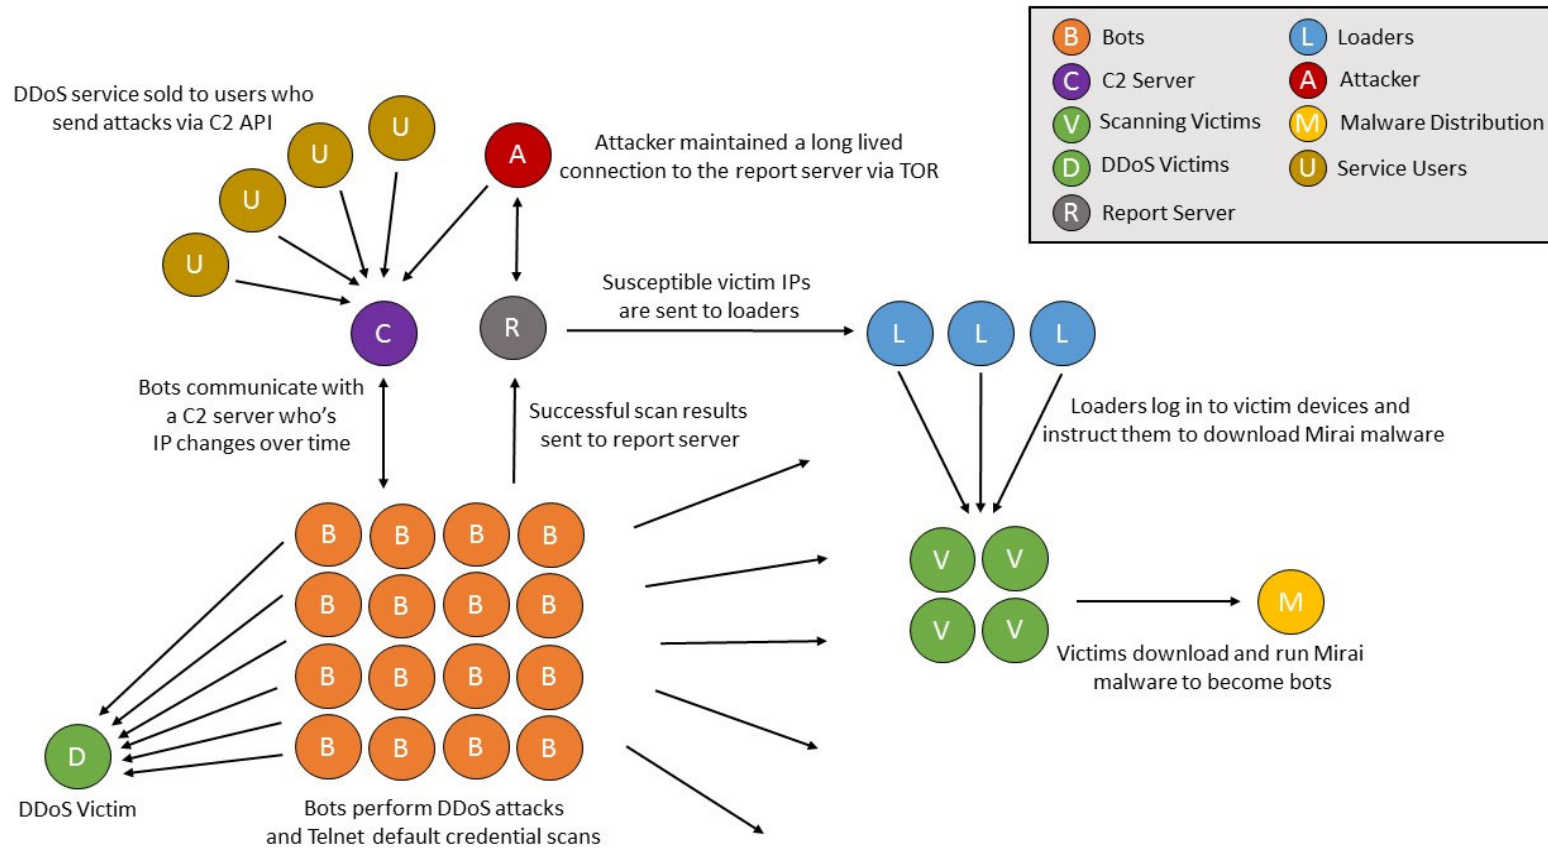 B Bots
C C2 Server
V Scanning Victims
D DDoS Victims
R Report Server
L Loaders
A Attacker
M Malware Distribution
U Service Users
DDoS service sold to users who
send attacks via C2 API
U
U
U
U
A
Attacker maintained a long lived
connection to the report server via TOR
C
R
Susceptible victim IPs
are sent to loaders
L L L
Bots communicate with
a C2 server who's
IP changes over time
Successful scan results
sent to report server
Loaders log in to victim devices and
instruct them to download Mirai malware
B B B B
B B B B
B B B B
B B B B
V V
V V
M
Victims download and run Mirai
malware to become bots
D
DDoS Victim
Bots perform DDoS attacks
and Telnet default credential scans